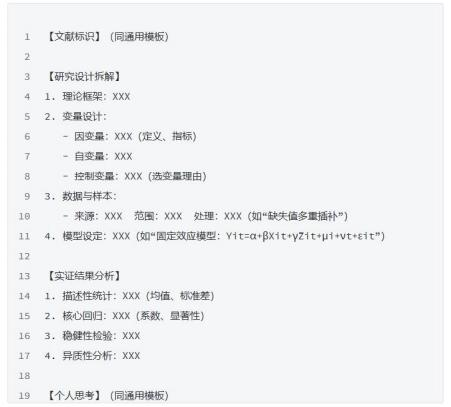 1 【文献标识】（同通用模板）
2
3 【研究设计拆解】
4 1. 理论框架：XXX
5 2. 变量设计：
6 - 因变量：XXX（定义、指标）
7 - 自变量：XXX
8 - 控制变量：XXX（选变量理由）
9 3. 数据与样本：
10 - 来源：XXX 范围：XXX 处理：XXX（如“缺失值多重插补”）
11 4. 模型设定：XXX（如“固定效应模型：Yit=α+βXit+γZit+μi+νt+εit”）
12
13 【实证结果分析】
14 1. 描述性统计：XXX（均值、标准差）
15 2. 核心回归：XXX（系数、显著性）
16 3. 稳健性检验：XXX
17 4. 异质性分析：XXX
18
19 【个人思考】（同通用模板）